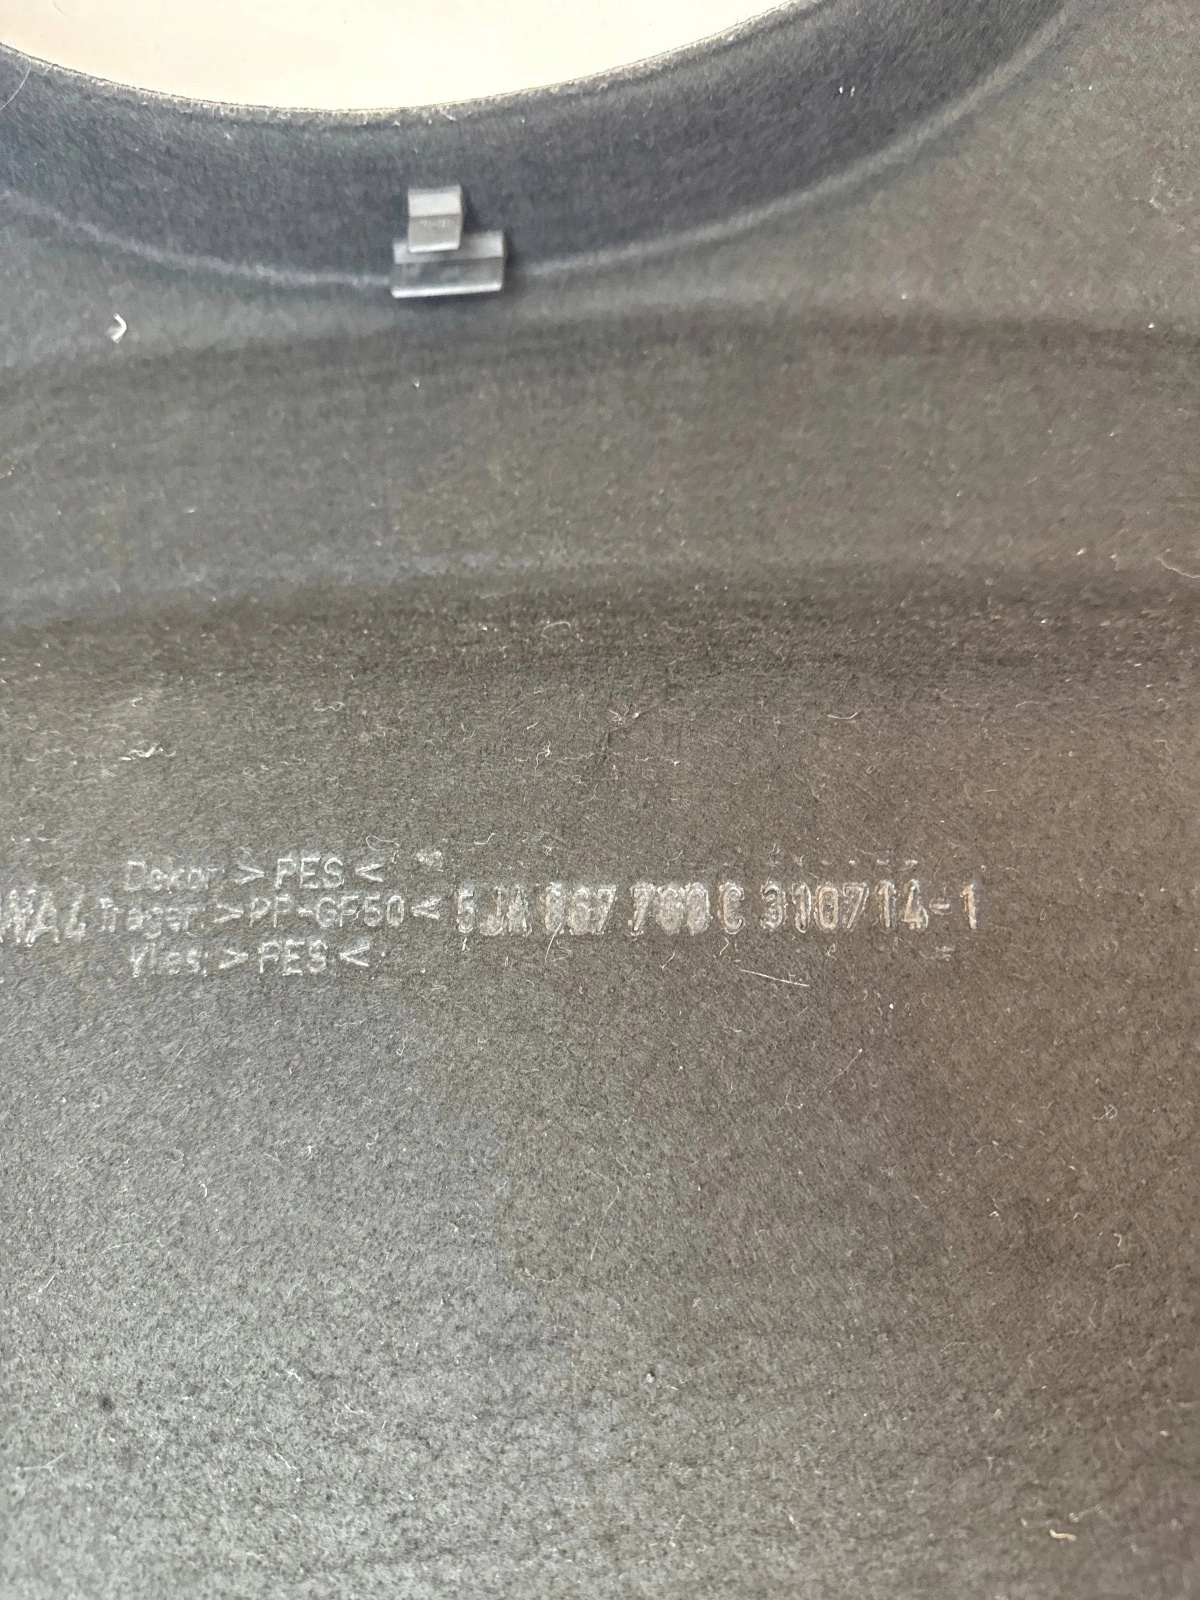 Dekor: >PES<
Träger: >PP-GF50< 5JA 867 769 C 310714-1
Vlies: >PES<